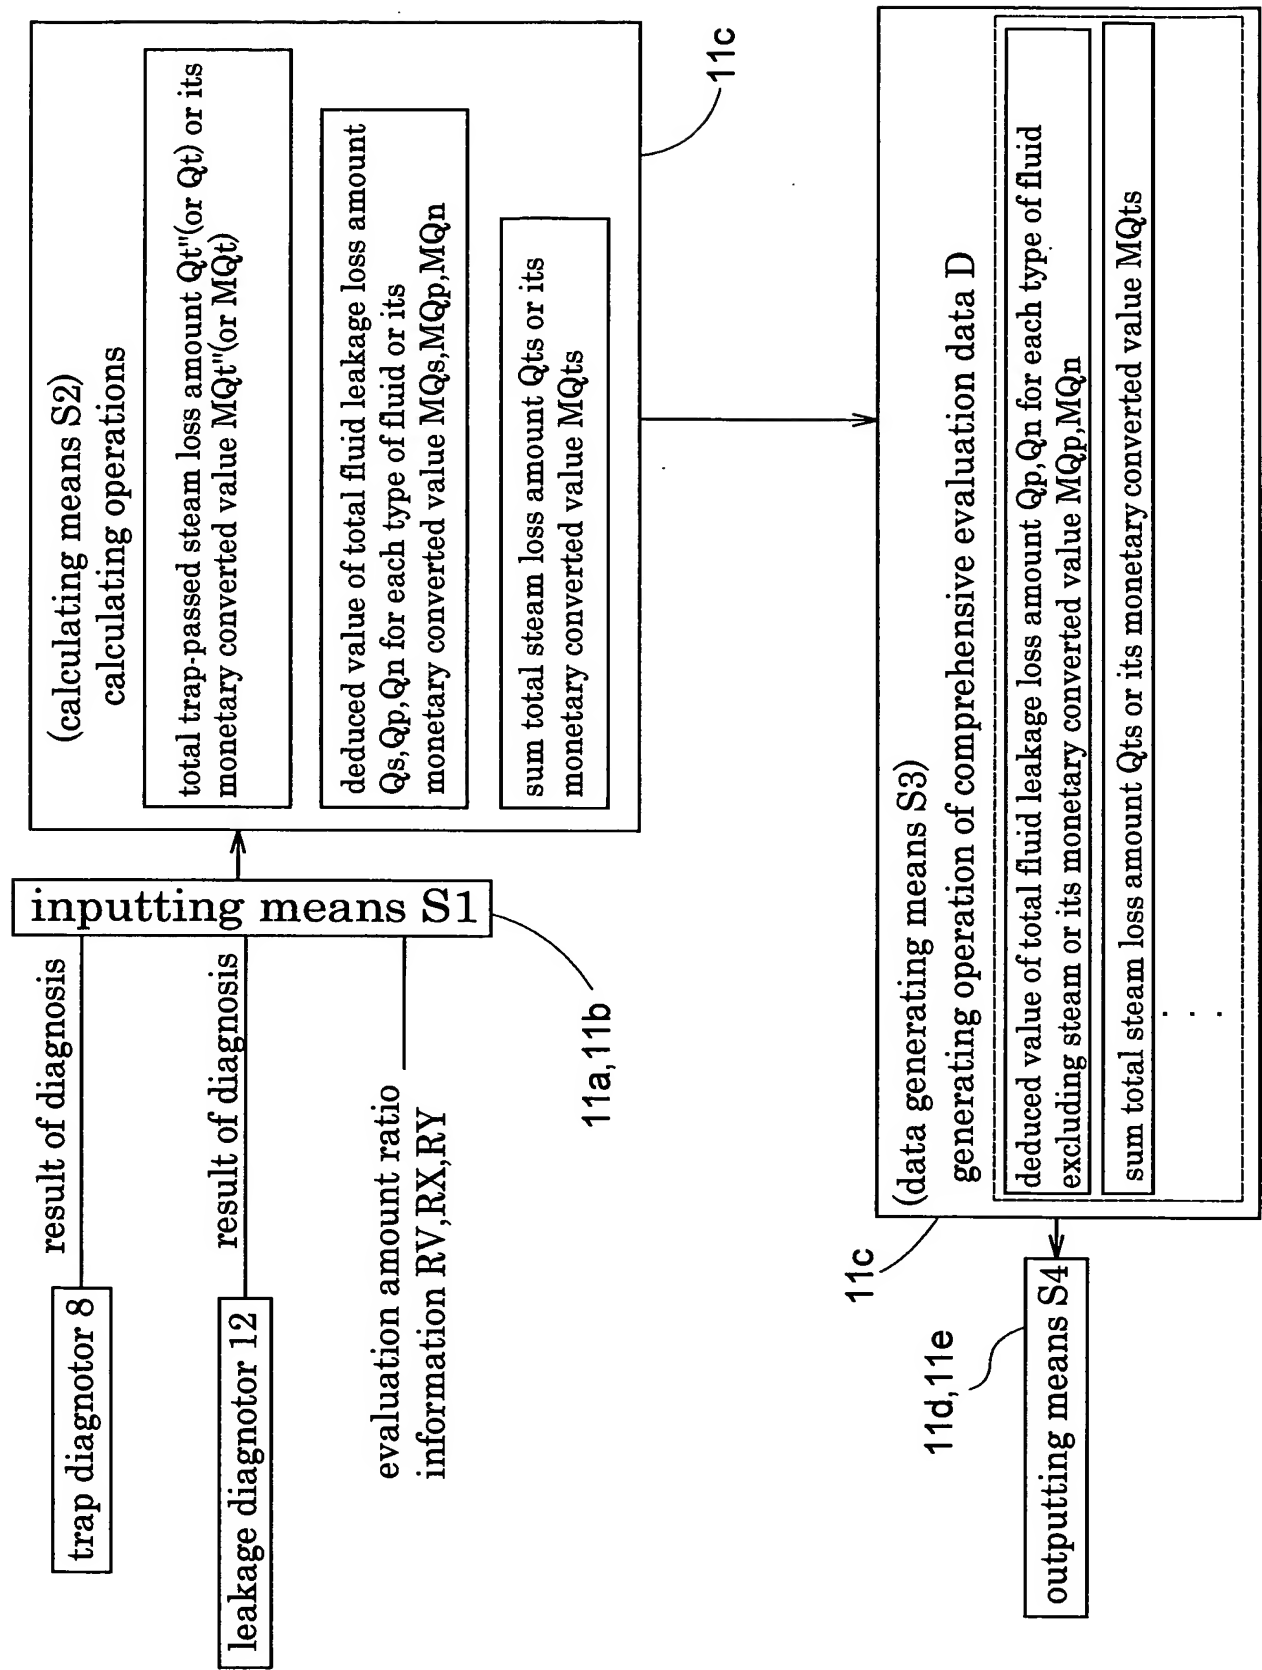 trap diagnotor 8
result of diagnosis
leakage diagnotor 12
result of diagnosis
evaluation amount ratio
information RV,RX,RY
inputting means S1
11a,11b
(calculating means S2)
calculating operations
total trap-passed steam loss amount Qt"(or Qt) or its
monetary converted value MQt"(or MQt)
deduced value of total fluid leakage loss amount
Qs,Qp,Qn for each type of fluid or its
monetary converted value MQs,MQp,MQn
sum total steam loss amount Qts or its
monetary converted value MQts
11c
(data generating means S3)
generating operation of comprehensive evaluation data D
deduced value of total fluid leakage loss amount Qp,Qn for each type of fluid
excluding steam or its monetary converted value MQp,MQn
sum total steam loss amount Qts or its monetary converted value MQts
. . .
11c
outputting means S4
11d,11e